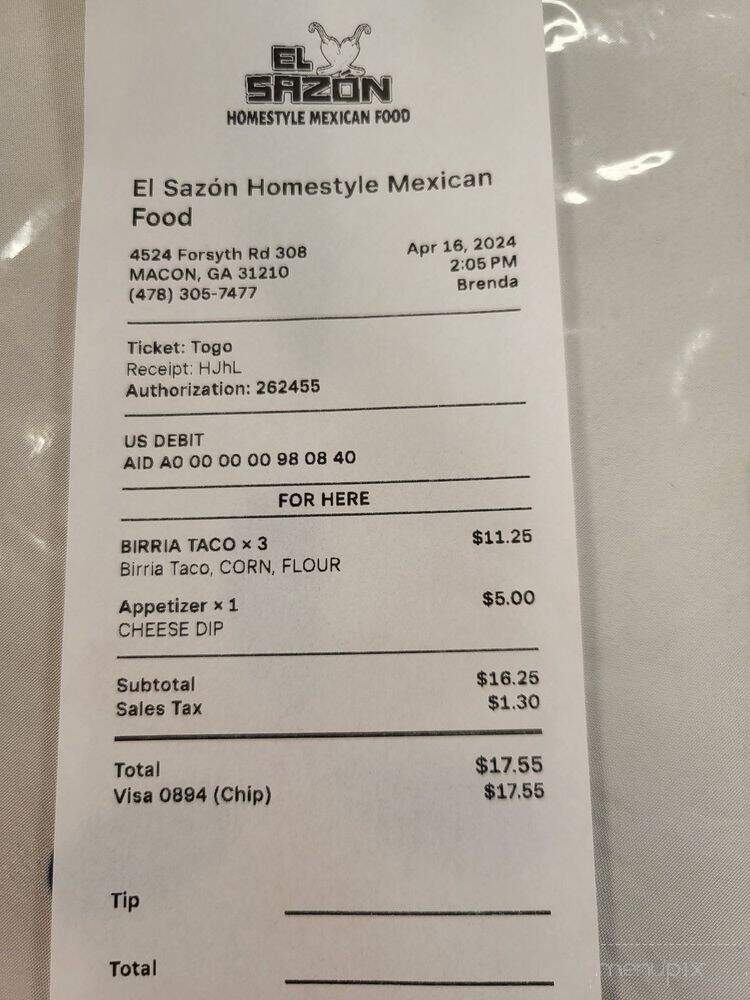 EL
SAZÓN
HOMESTYLE MEXICAN FOOD
El Sazón Homestyle Mexican
Food
4524 Forsyth Rd 308
MACON, GA 31210
(478) 305-7477
Apr 16, 2024
2:05 PM
Brenda
Ticket: Togo
Receipt: HJhL
Authorization: 262455
US DEBIT
AID A0 00 00 00 98 08 40
FOR HERE
BIRRIA TACO × 3 $11.25
Birria Taco, CORN, FLOUR
Appetizer × 1 $5.00
CHEESE DIP
Subtotal $16.25
Sales Tax $1.30
Total $17.55
Visa 0894 (Chip) $17.55
Tip
Total
menupix